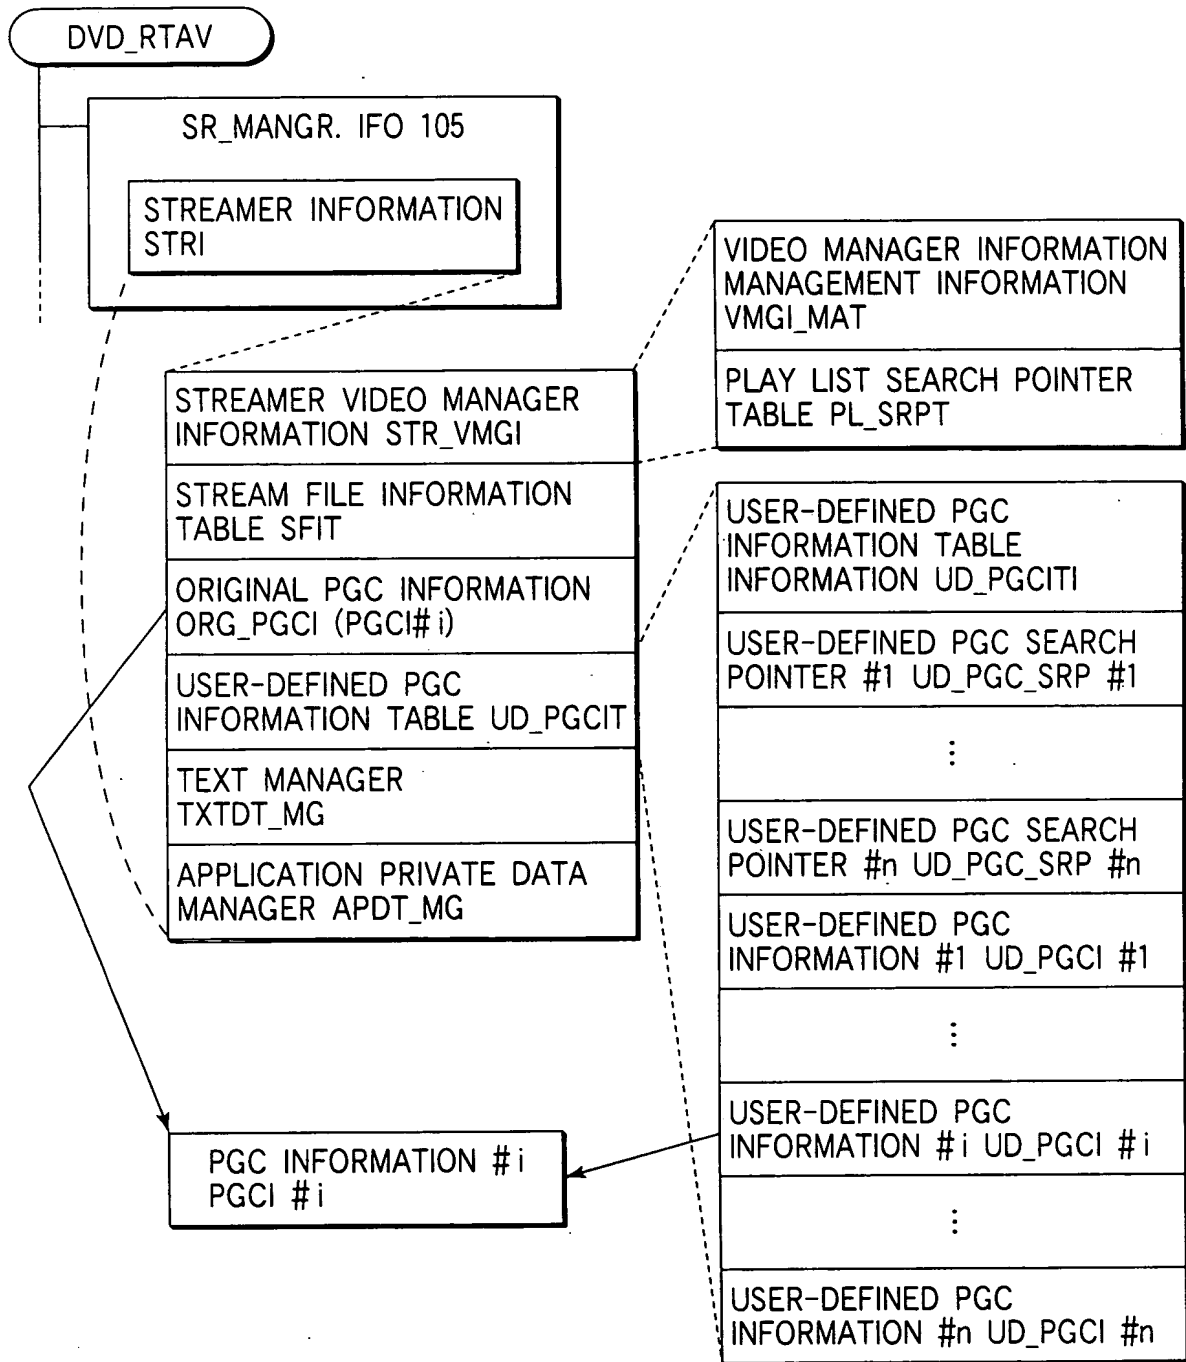 DVD_RTAV
SR_MANGR. IFO 105
STREAMER INFORMATION
STRI
STREAMER VIDEO MANAGER
INFORMATION STR_VMGI
STREAM FILE INFORMATION
TABLE SFIT
ORIGINAL PGC INFORMATION
ORG_PGCI (PGCI# i)
USER-DEFINED PGC
INFORMATION TABLE UD_PGCIT
TEXT MANAGER
TXTDT_MG
APPLICATION PRIVATE DATA
MANAGER APDT_MG
PGC INFORMATION # i
PGCI # i
VIDEO MANAGER INFORMATION
MANAGEMENT INFORMATION
VMGI_MAT
PLAY LIST SEARCH POINTER
TABLE PL_SRPT
USER-DEFINED PGC
INFORMATION TABLE
INFORMATION UD_PGCITI
USER-DEFINED PGC SEARCH
POINTER #1 UD_PGC_SRP #1
⋮
USER-DEFINED PGC SEARCH
POINTER #n UD_PGC_SRP #n
USER-DEFINED PGC
INFORMATION #1 UD_PGCI #1
⋮
USER-DEFINED PGC
INFORMATION # i UD_PGCI # i
⋮
USER-DEFINED PGC
INFORMATION #n UD_PGCI #n